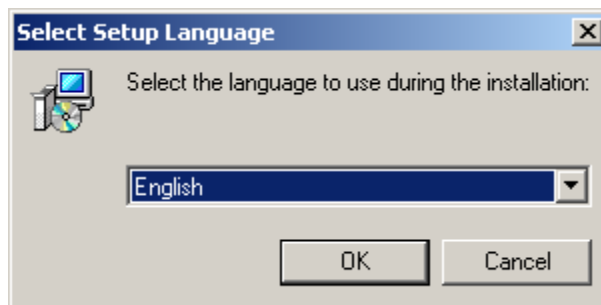 Select Setup Language
Select the language to use during the installation:
English
OK
Cancel